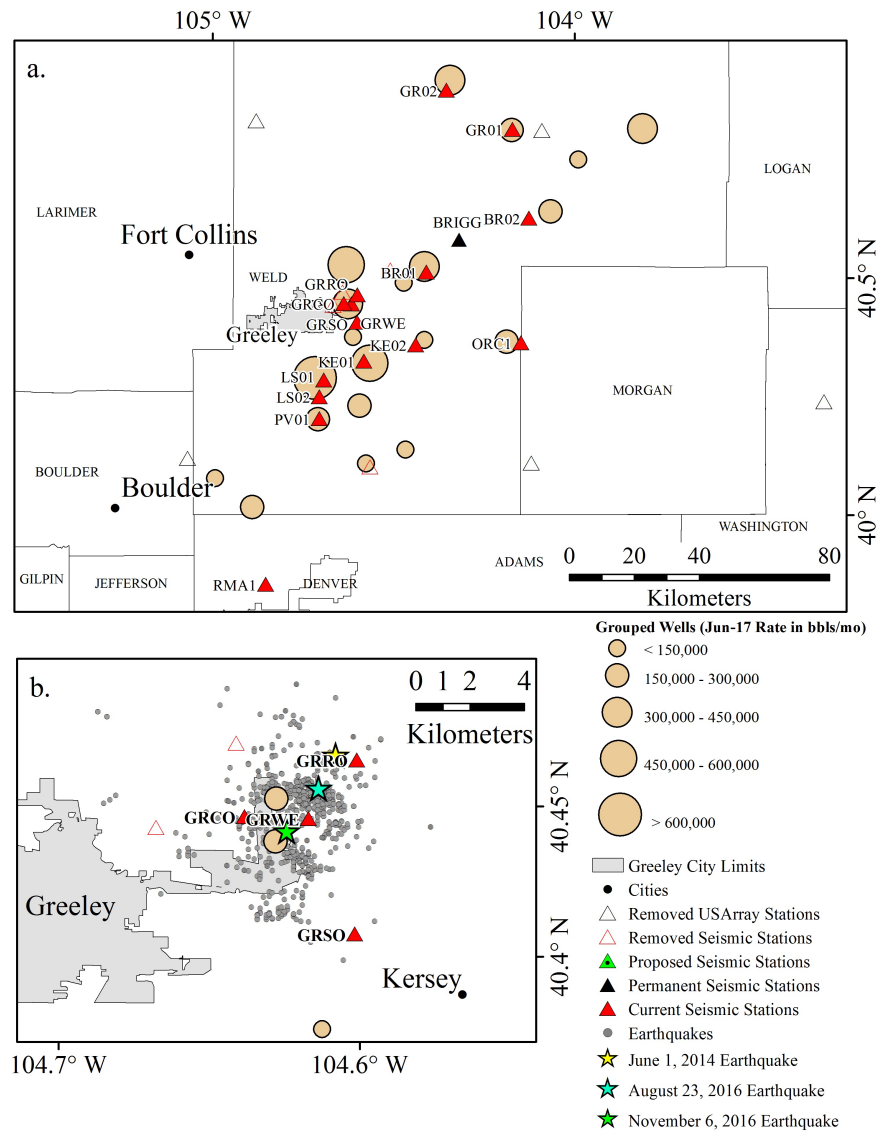 105° W 104° W
a.
GR02
GR01
LOGAN
LARIMER
BRIGG BR02
Fort Collins
WELD
BR01
40.5° N
GRRO
GRCO
GRSO GRWE
Greeley
KE02 ORC1
KE01
LS01
MORGAN
LS02
PV01
BOULDER
Boulder
40° N
WASHINGTON
ADAMS
0 20 40 80
GILPIN JEFFERSON RMA1 DENVER
Kilometers
Grouped Wells (Jun-17 Rate in bbls/mo)
< 150,000
150,000 - 300,000
300,000 - 450,000
450,000 - 600,000
> 600,000
Greeley City Limits
Cities
Removed USArray Stations
Removed Seismic Stations
Proposed Seismic Stations
Permanent Seismic Stations
Current Seismic Stations
Earthquakes
June 1, 2014 Earthquake
August 23, 2016 Earthquake
November 6, 2016 Earthquake
b.
0 1 2 4
Kilometers
GRRO
40.45° N
GRCO GRWE
Greeley
GRSO
40.4° N
Kersey
104.7° W 104.6° W